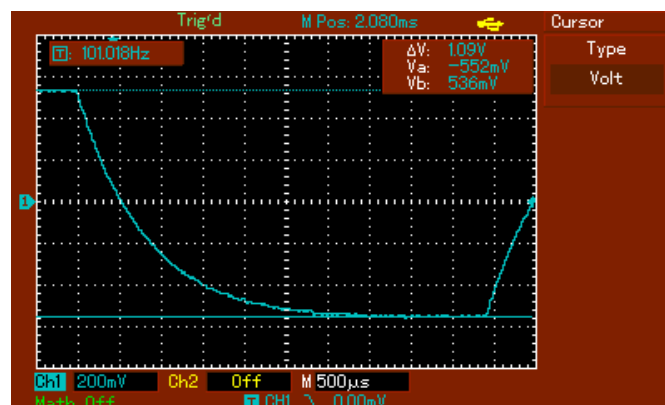 Trig'd M Pos: 2.080ms Cursor
T: 101.018Hz ΔV: 1.09V Type
Va: -552mV
Vb: 536mV Volt
1
Ch1 200mV Ch2 Off M 500µs
Math Off T CH1 \ 0.00mV